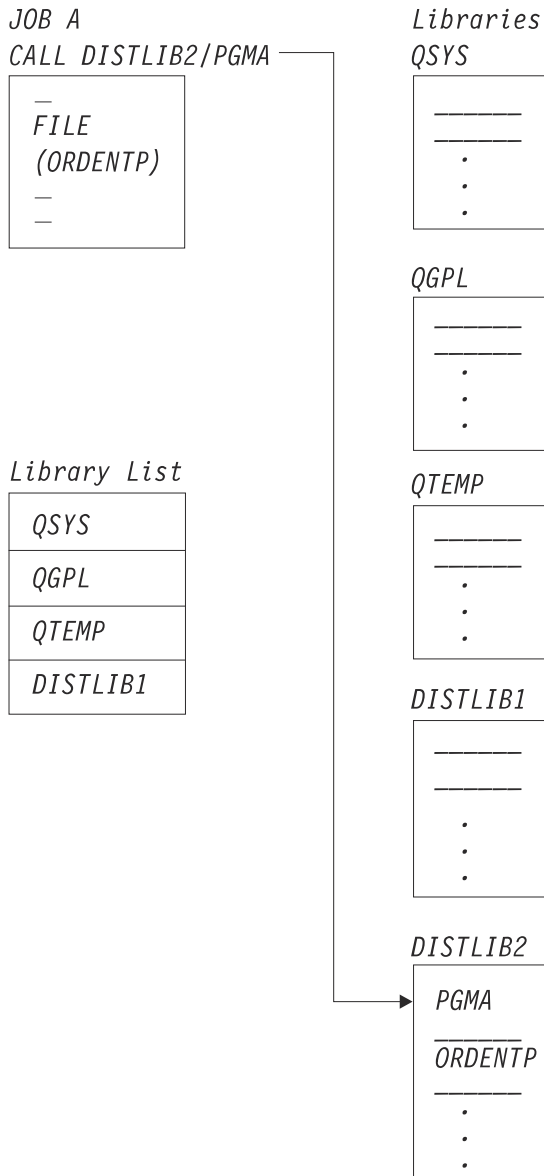 JOB A
CALL DISTLIB2/PGMA
FILE
(ORDENTP)
Library List
QSYS
QGPL
QTEMP
DISTLIB1
Libraries
QSYS
QGPL
QTEMP
DISTLIB1
DISTLIB2
PGMA
ORDENTP